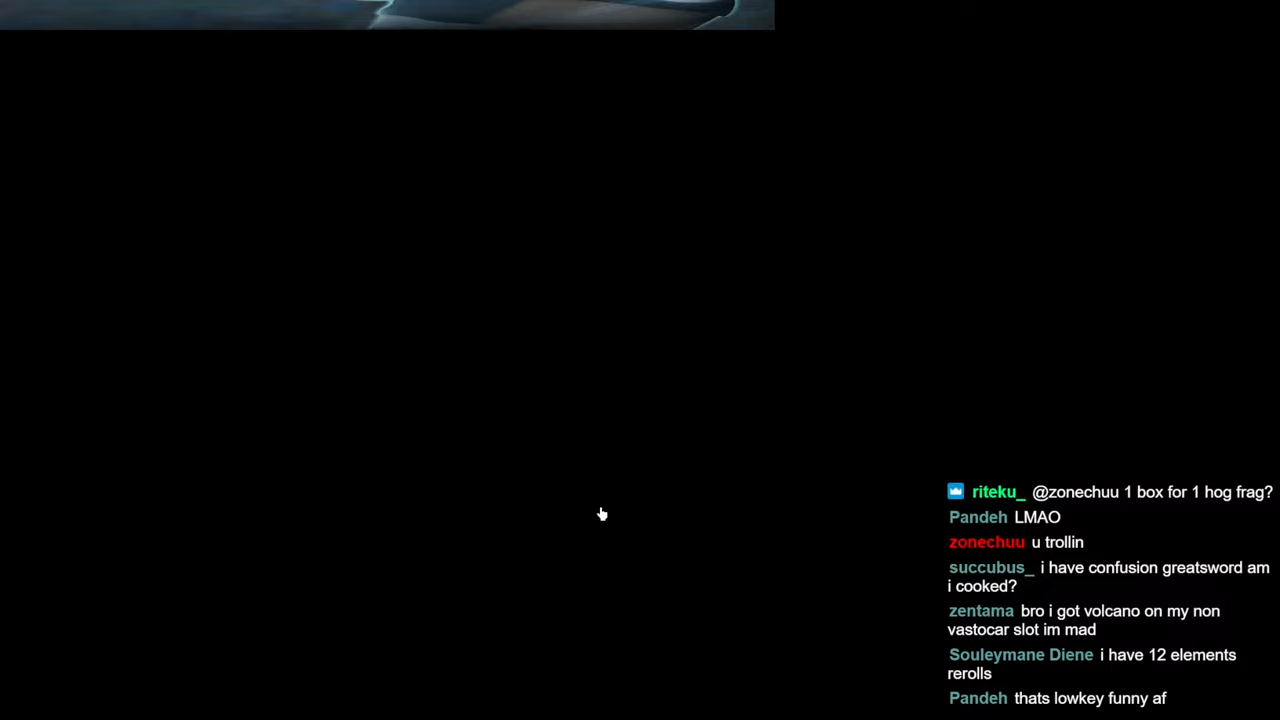 riteku_ @zonechuu 1 box for 1 hog frag?
Pandeh LMAO
zonechuu u trollin
succubus_ i have confusion greatsword am
i cooked?
zentama bro i got volcano on my non
vastocar slot im mad
Souleymane Diene i have 12 elements
rerolls
Pandeh thats lowkey funny af